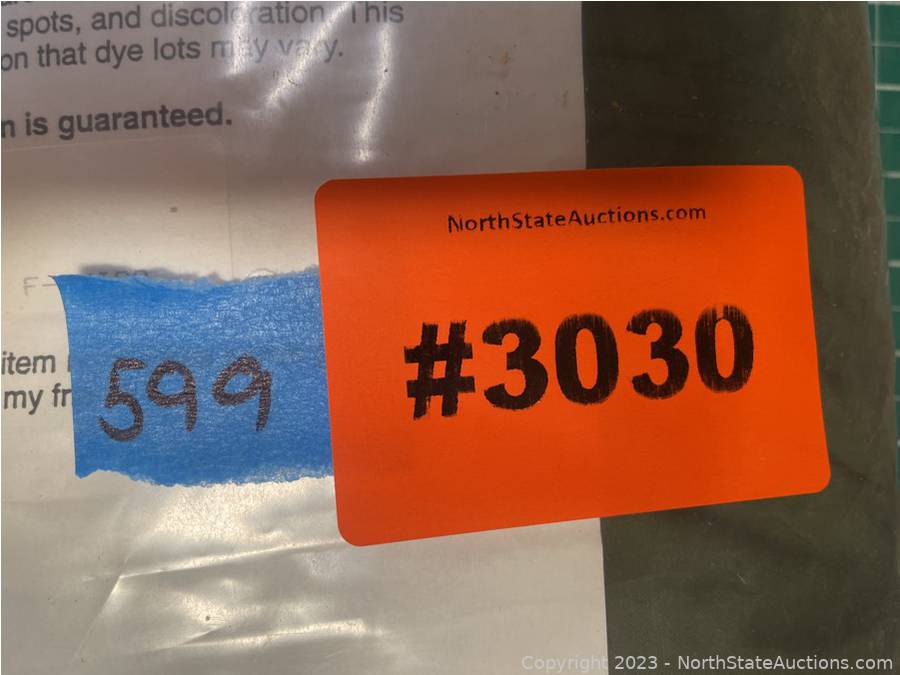 spots, and discoloration This
on that dye lots may vary.
is guaranteed.
NorthStateAuctions.com
#3030
item
my
599
Copyright 2023 - NorthStateAuctions.com